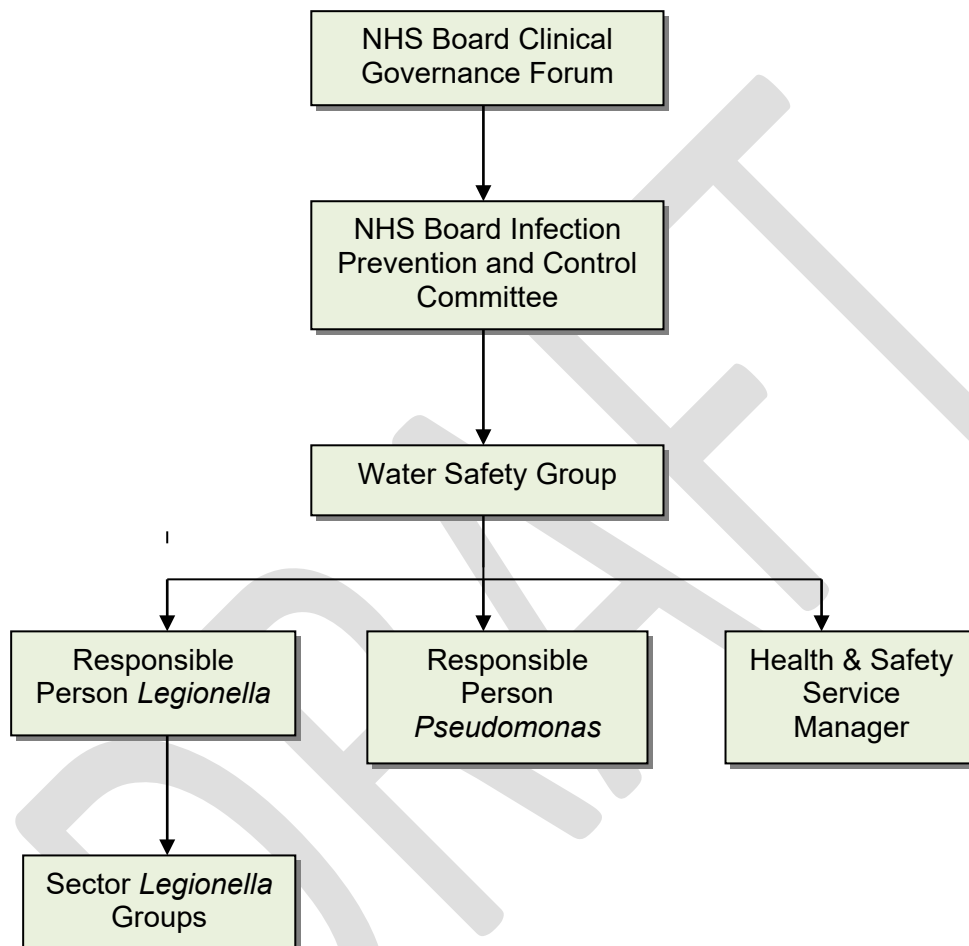 NHS Board Clinical
Governance Forum
NHS Board Infection
Prevention and Control
Committee
Water Safety Group
Responsible
Person Legionella
Responsible
Person
Pseudomonas
Health & Safety
Service
Manager
Sector Legionella
Groups
DRAFT